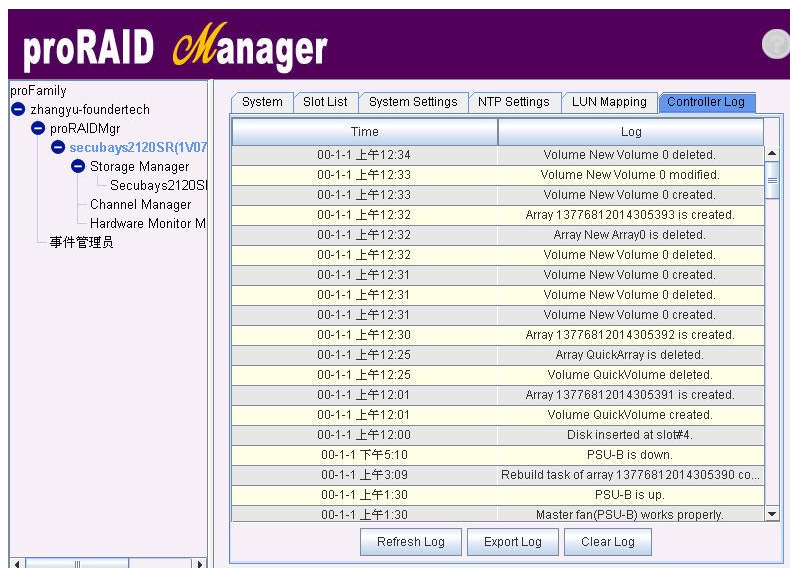 proRAID Manager
proFamily
zhangyu-foundertech
proRAIDMgr
secubays2120SR(1V07
Storage Manager
Secubays2120SI
Channel Manager
Hardware Monitor M
事件管理员
System Slot List System Settings NTP Settings LUN Mapping Controller Log
Time Log
00-1-1 上午12:34 Volume New Volume 0 deleted.
00-1-1 上午12:33 Volume New Volume 0 modified.
00-1-1 上午12:33 Volume New Volume 0 created.
00-1-1 上午12:32 Array 13776812014305393 is created.
00-1-1 上午12:32 Array New Array0 is deleted.
00-1-1 上午12:32 Volume New Volume 0 deleted.
00-1-1 上午12:31 Volume New Volume 0 created.
00-1-1 上午12:31 Volume New Volume 0 deleted.
00-1-1 上午12:31 Volume New Volume 0 created.
00-1-1 上午12:30 Array 13776812014305392 is created.
00-1-1 上午12:25 Array QuickArray is deleted.
00-1-1 上午12:25 Volume QuickVolume deleted.
00-1-1 上午12:01 Array 13776812014305391 is created.
00-1-1 上午12:01 Volume QuickVolume created.
00-1-1 上午12:00 Disk inserted at slot#4.
00-1-1 下午5:10 PSU-B is down.
00-1-1 上午3:09 Rebuild task of array 13776812014305390 co...
00-1-1 上午1:30 PSU-B is up.
00-1-1 上午1:30 Master fan(PSU-B) works properly.
Refresh Log Export Log Clear Log